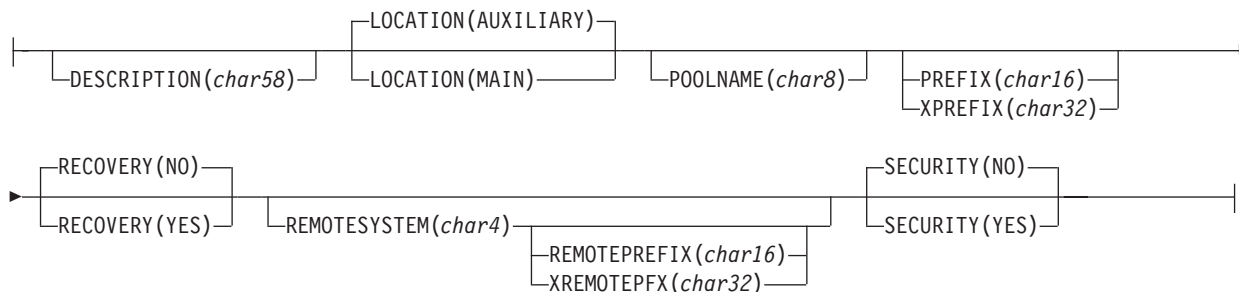 LOCATION(AUXILIARY)
DESCRIPTION(char58) LOCATION(MAIN) POOLNAME(char8) PREFIX(char16)
XPREFIX(char32)
RECOVERY(NO) SECURITY(NO)
RECOVERY(YES) REMOTESYSTEM(char4) SECURITY(YES)
REMOTEPREFIX(char16)
XREMOTEPFX(char32)